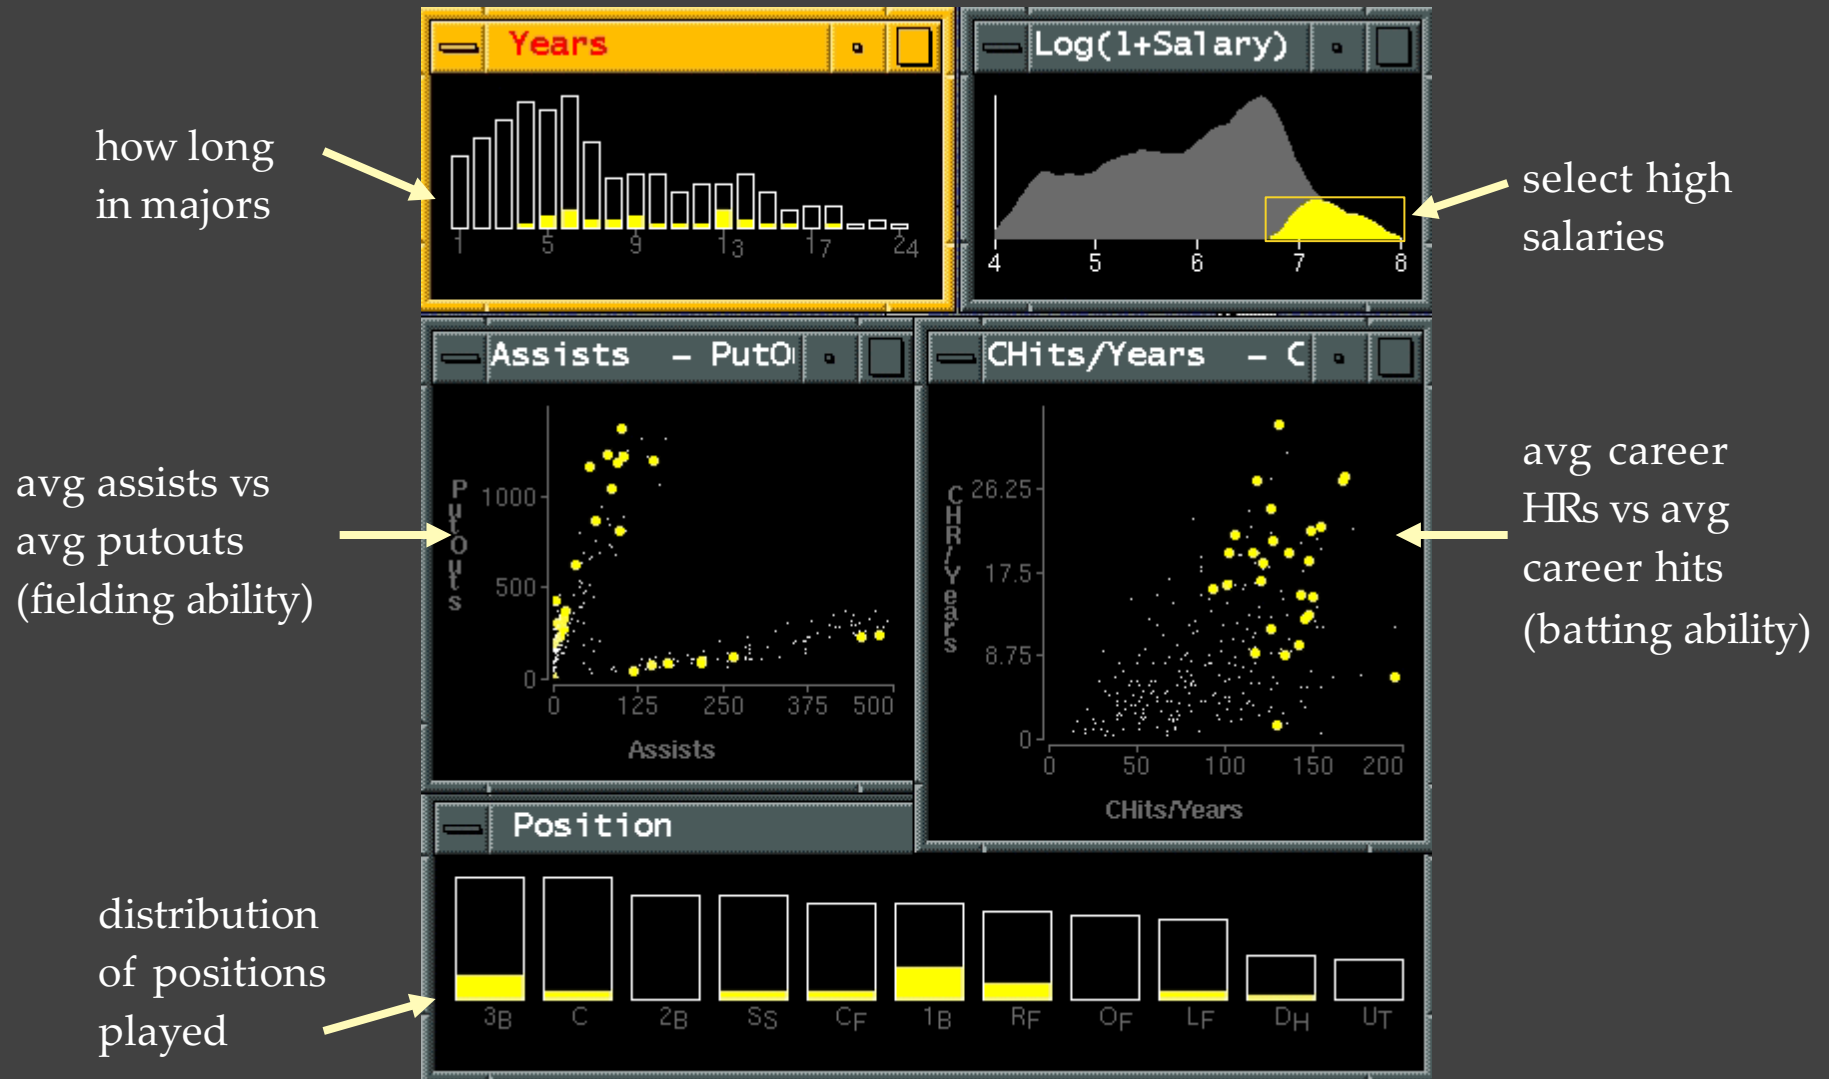 Years
Log(1+Salary)
how long
in majors
1 5 9 13 17 24
4 5 6 7 8
select high
salaries
Assists - PutO
CHits/Years - C
avg assists vs
avg putouts
(fielding ability)
PutOuts
1000
500
0
0 125 250 375 500
Assists
CHR/Years
26.25
17.5
8.75
0
0 50 100 150 200
CHits/Years
avg career
HRs vs avg
career hits
(batting ability)
Position
distribution
of positions
played
3B C 2B SS CF 1B RF OF LF DH UT